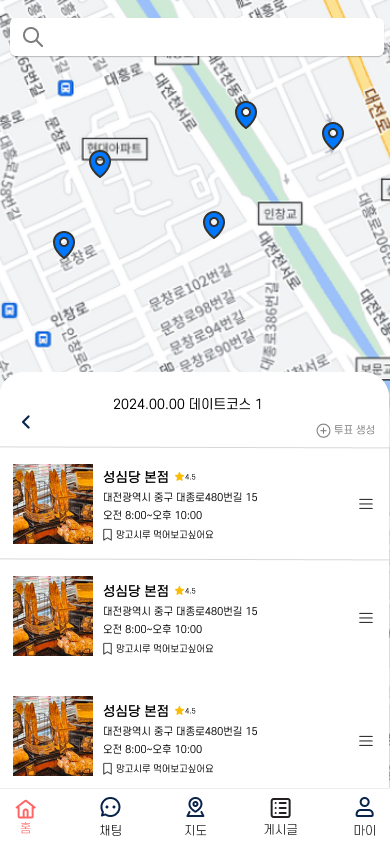 대흥로
65번길
대전천서로
대전천동로
대전로
대흥로
대흥로158번길
문창로
현대아파트
인창교
대전천서로
대흥로206번길
문창로
문창로102번길
인창로
문창로98번길
문창로94번길
문창로90번길
대종로386번길
대전천동로
보문교
2024.00.00 데이트코스 1
투표 생성
성심당 본점 4.5
대전광역시 중구 대종로480번길 15
오전 8:00~오후 10:00
망고시루 먹어보고싶어요
성심당 본점 4.5
대전광역시 중구 대종로480번길 15
오전 8:00~오후 10:00
망고시루 먹어보고싶어요
성심당 본점 4.5
대전광역시 중구 대종로480번길 15
오전 8:00~오후 10:00
망고시루 먹어보고싶어요
홈
채팅
지도
게시글
마이